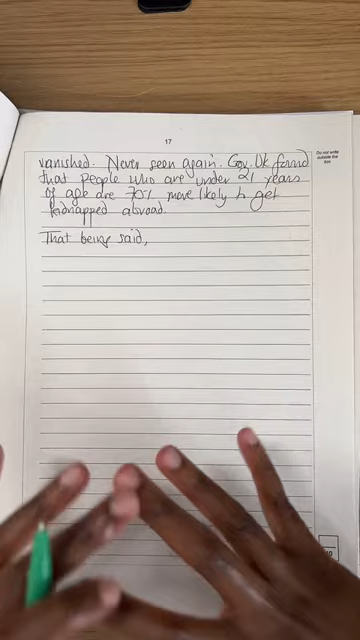 17
Do not write
outside the
box
vanished. Never seen again. Gov. Uk found
that people who are under 21 years
of age are 70% more likely to get
kidnapped abroad.
That being said,